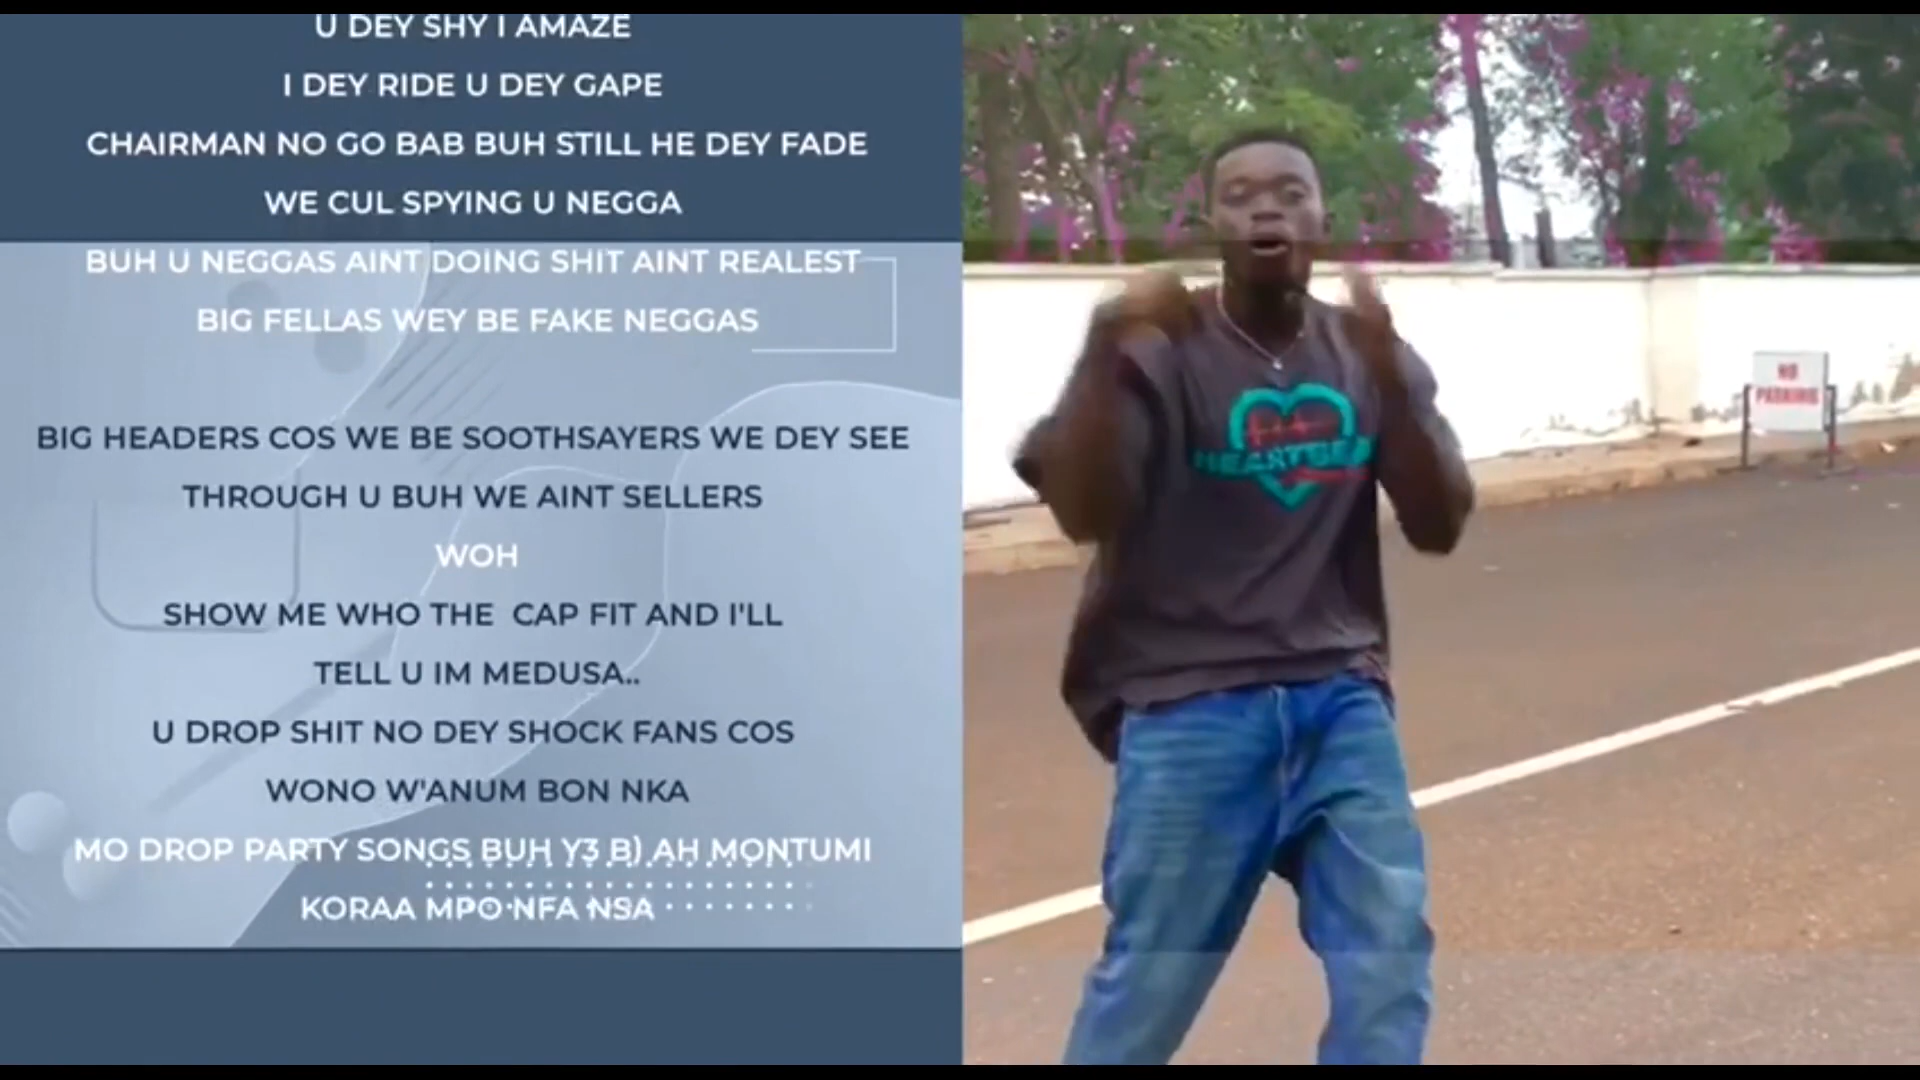 U DEY SHY I AMAZE
I DEY RIDE U DEY GAPE
CHAIRMAN NO GO BAB BUH STILL HE DEY FADE
WE CUL SPYING U NEGGA
BUH U NEGGAS AINT DOING SHIT AINT REALEST
BIG FELLAS WEY BE FAKE NEGGAS
BIG HEADERS COS WE BE SOOTHSAYERS WE DEY SEE
THROUGH U BUH WE AINT SELLERS
WOH
SHOW ME WHO THE  CAP FIT AND I'LL
TELL U IM MEDUSA..
U DROP SHIT NO DEY SHOCK FANS COS
WONO W'ANUM BON NKA
MO DROP PARTY SONGS BUH Y3 B) AH MONTUMI
KORAA MPO NFA NSA
HEARTBEAT
NO
PARKING